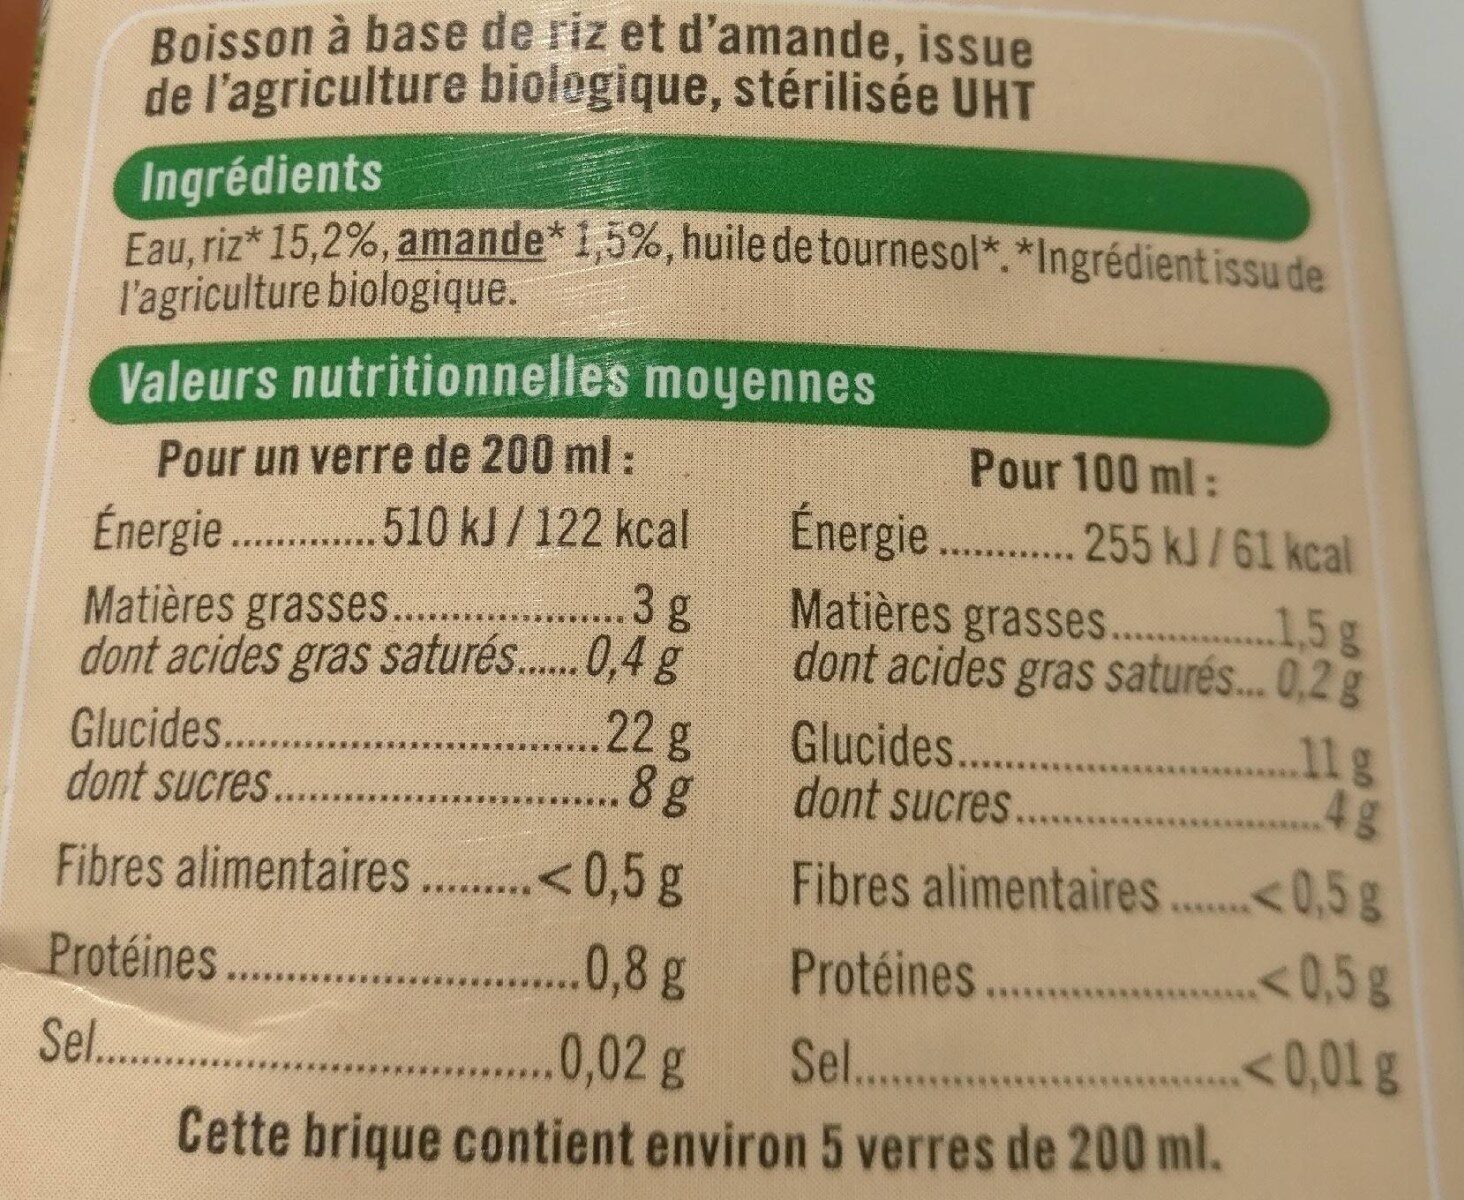 Boisson à base de riz et d'amande, issue
de l'agriculture biologique, stérilisée UHT
Ingrédients
Eau, riz* 15,2%, amande* 1,5%, huile de tournesol*. *Ingrédient issu de
l'agriculture biologique.
Valeurs nutritionnelles moyennes
Pour un verre de 200 ml :
Énergie ............. 510 kJ / 122 kcal
Matières grasses...................... 3 g
dont acides gras saturés...... 0,4 g
Glucides................................... 22 g
dont sucres................................ 8 g
Fibres alimentaires ......... < 0,5 g
Protéines ................................ 0,8 g
Sel.......................................... 0,02 g
Pour 100 ml :
Énergie ............ 255 kJ / 61 kcal
Matières grasses............... 1,5 g
dont acides gras saturés... 0,2 g
Glucides................................ 11 g
dont sucres............................ 4 g
Fibres alimentaires ....... < 0,5 g
Protéines ........................ < 0,5 g
Sel.................................. < 0,01 g
Cette brique contient environ 5 verres de 200 ml.